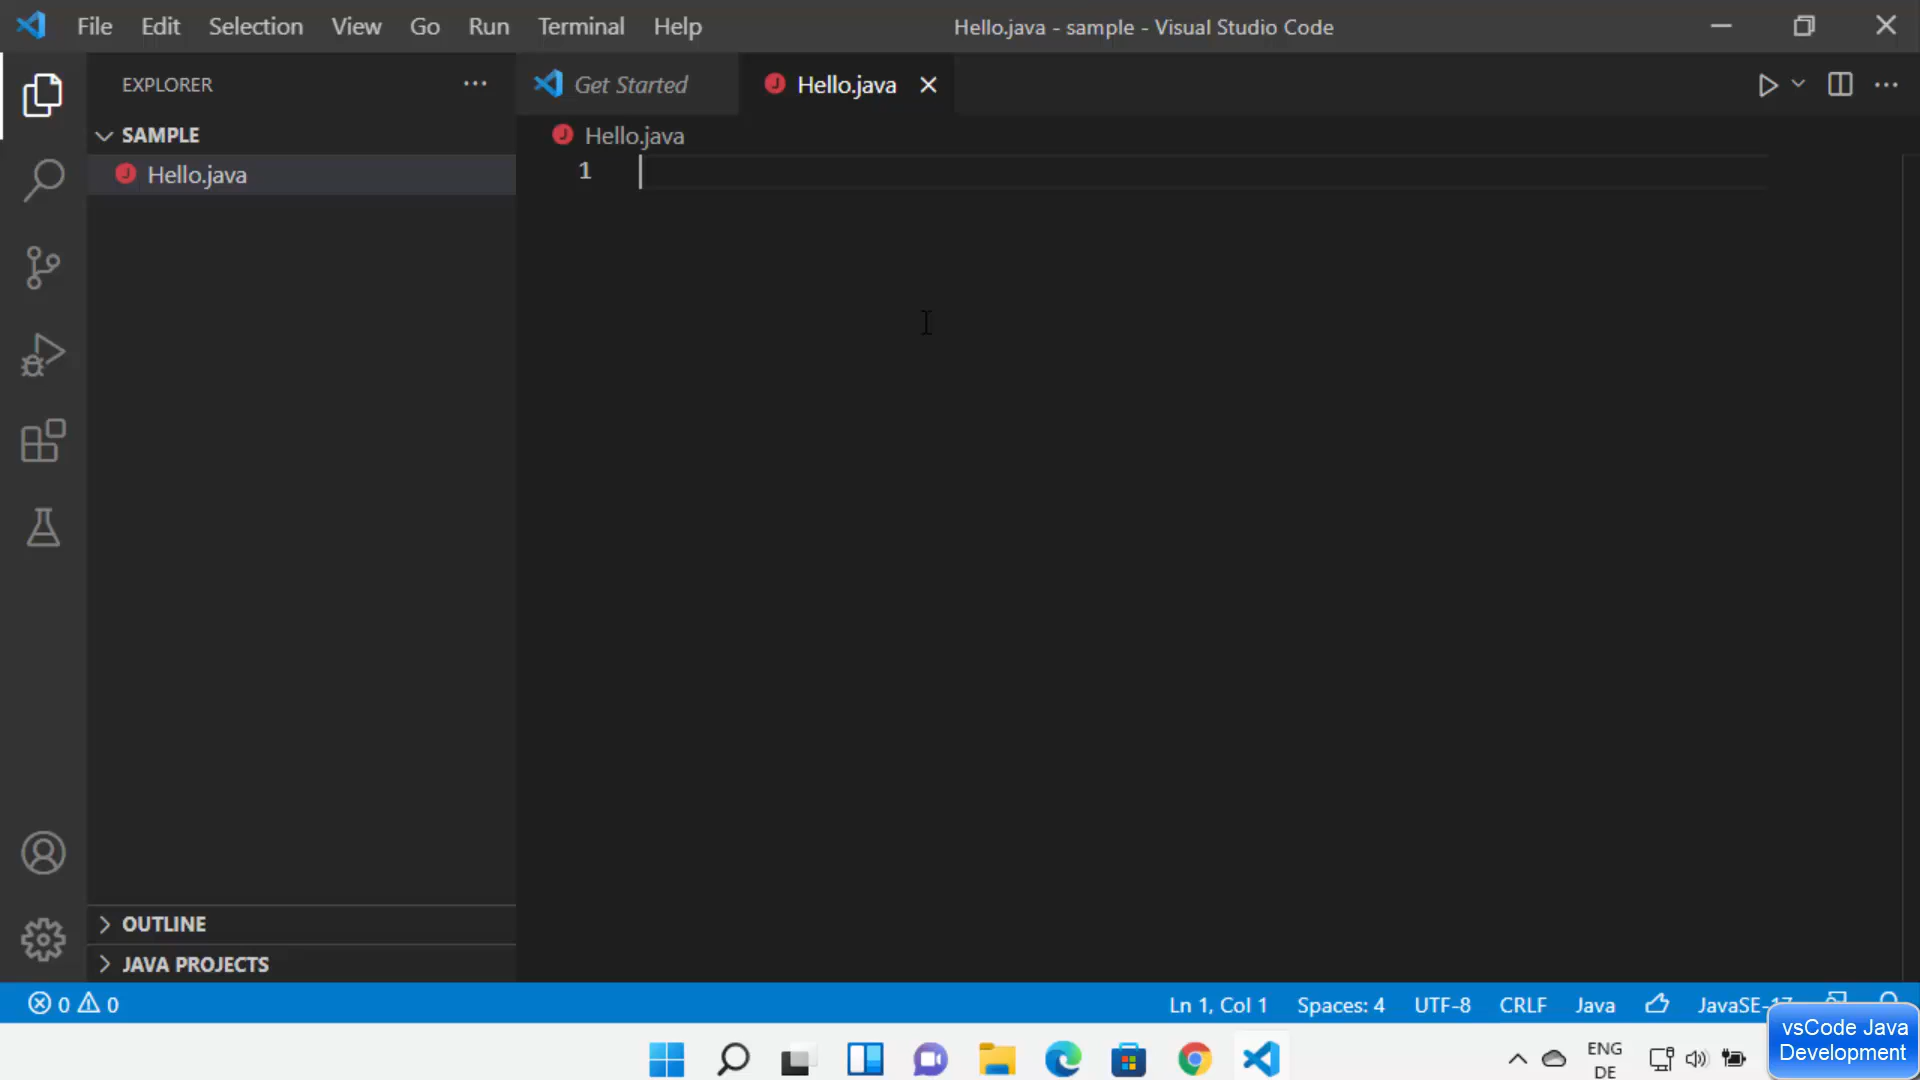 File Edit Selection View Go Run Terminal Help
Hello.java - sample - Visual Studio Code
EXPLORER ···
Get Started
Hello.java
SAMPLE
Hello.java
Hello.java
1
OUTLINE
JAVA PROJECTS
0 0
Ln 1, Col 1 Spaces: 4 UTF-8 CRLF Java JavaSE-17
ENG
DE
vsCode Java
Development